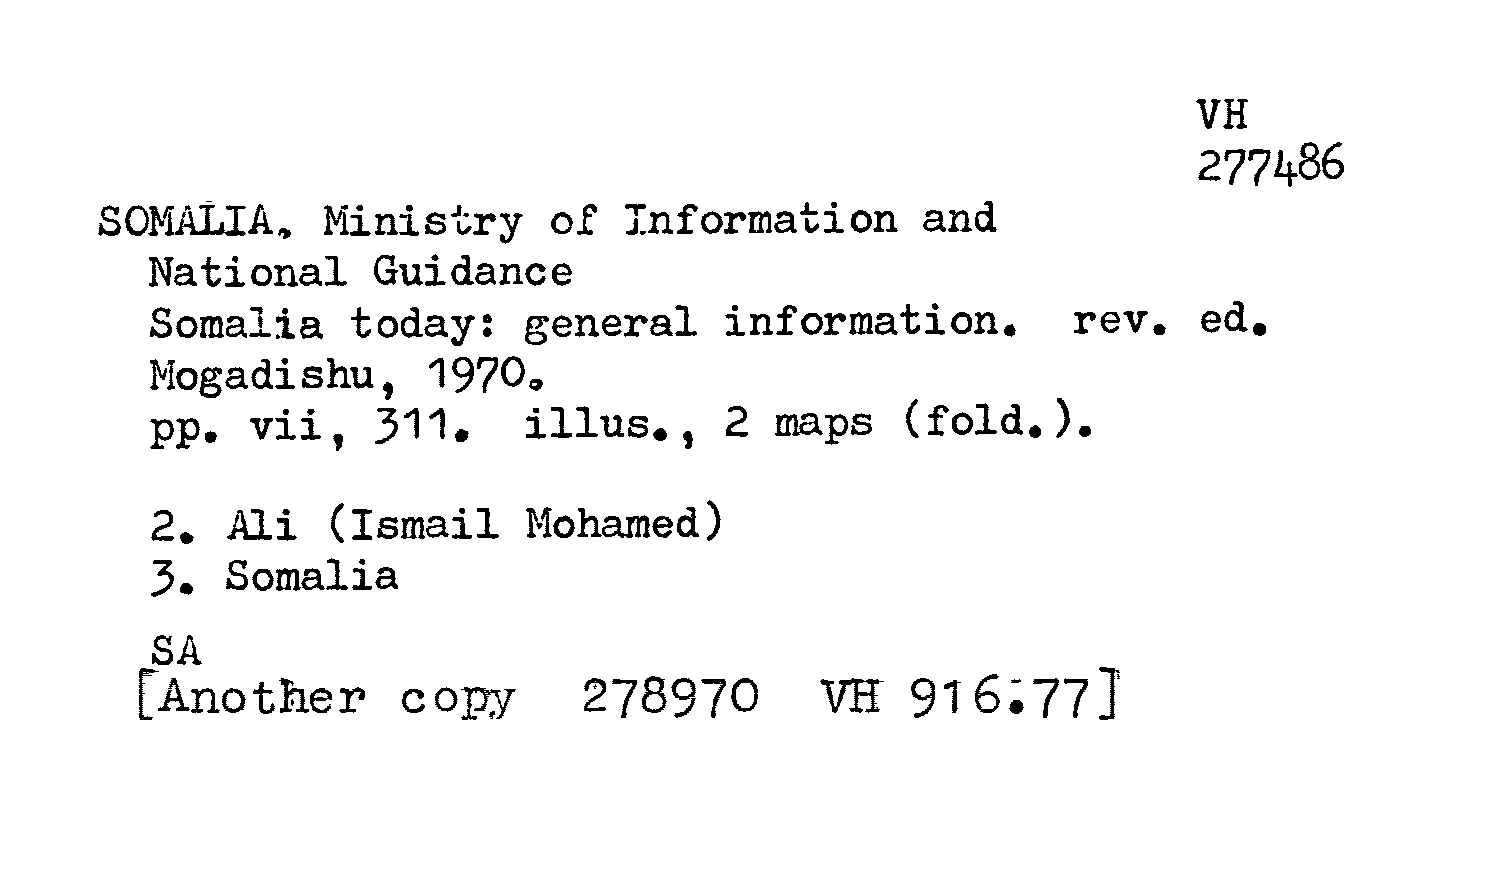 VH
277486
SOMALIA. Ministry of Information and
National Guidance
Somalia today: general information. rev. ed.
Mogadishu, 1970.
pp. vii, 311. illus., 2 maps (fold.).
2. Ali (Ismail Mohamed)
3. Somalia
SA
[Another copy 278970 VH 916.77]